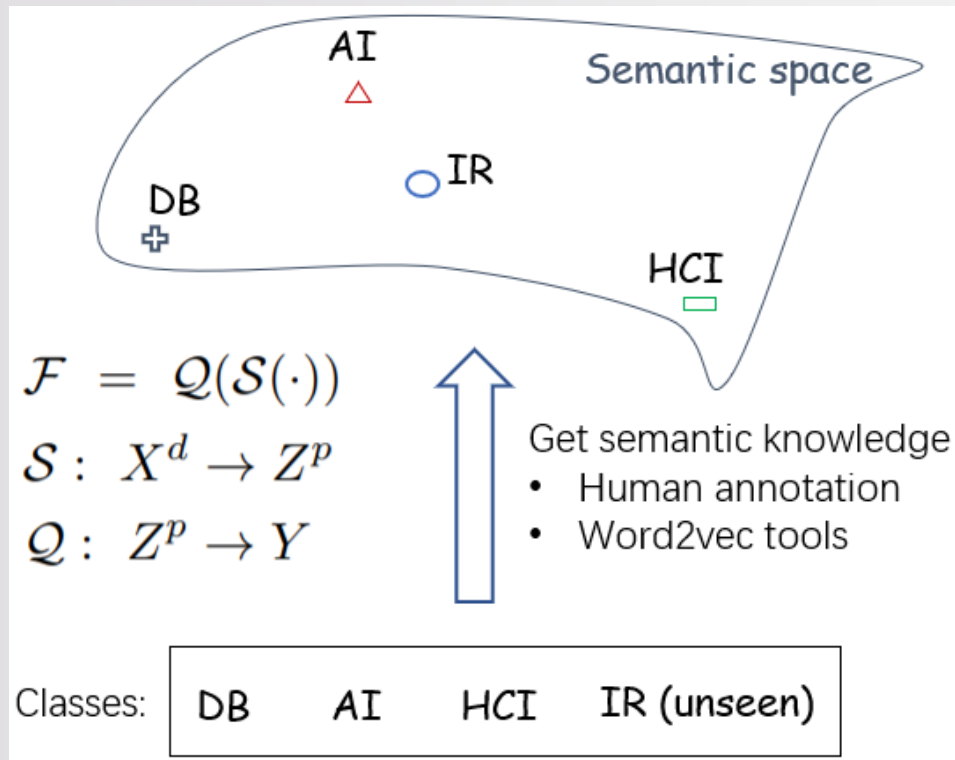 AI
Semantic space
IR
DB
HCI
ℱ = 𝒬(𝒮(·))
𝒮 : X^d → Z^p
𝒬 : Z^p → Y
Get semantic knowledge
• Human annotation
• Word2vec tools
Classes: DB AI HCI IR (unseen)